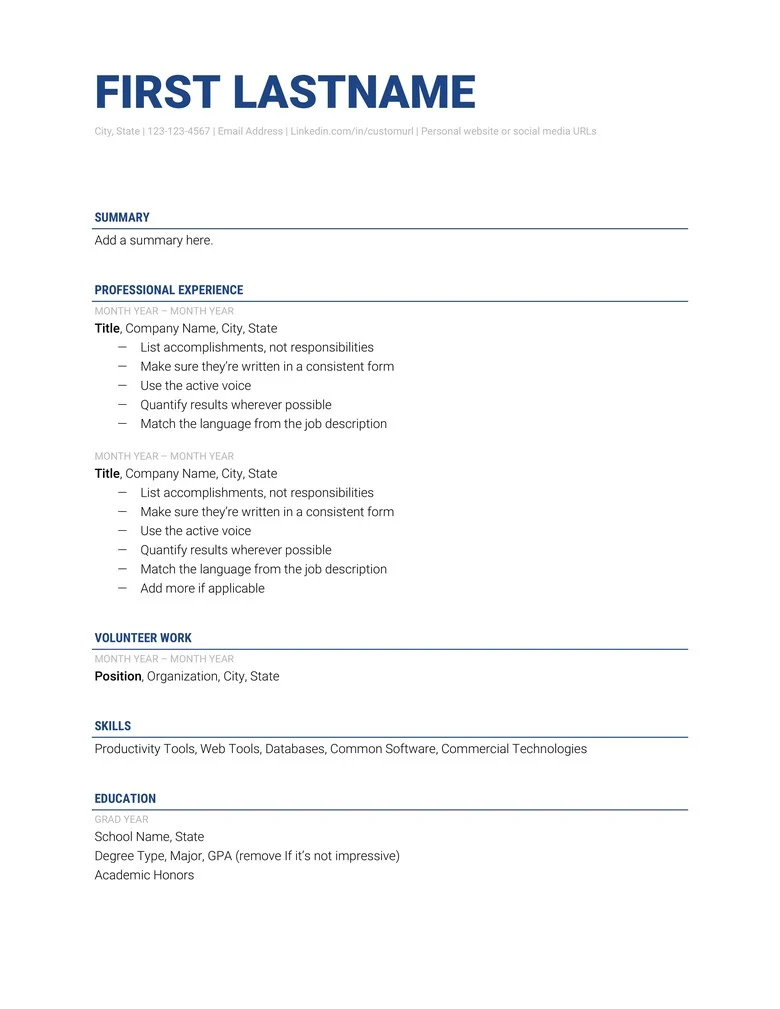 FIRST LASTNAME
City, State | 123-123-4567 | Email Address | Linkedin.com/in/customurl | Personal website or social media URLs
SUMMARY
Add a summary here.
PROFESSIONAL EXPERIENCE
MONTH YEAR – MONTH YEAR
Title, Company Name, City, State
— List accomplishments, not responsibilities
— Make sure they're written in a consistent form
— Use the active voice
— Quantify results wherever possible
— Match the language from the job description
MONTH YEAR – MONTH YEAR
Title, Company Name, City, State
— List accomplishments, not responsibilities
— Make sure they're written in a consistent form
— Use the active voice
— Quantify results wherever possible
— Match the language from the job description
— Add more if applicable
VOLUNTEER WORK
MONTH YEAR – MONTH YEAR
Position, Organization, City, State
SKILLS
Productivity Tools, Web Tools, Databases, Common Software, Commercial Technologies
EDUCATION
GRAD YEAR
School Name, State
Degree Type, Major, GPA (remove If it's not impressive)
Academic Honors